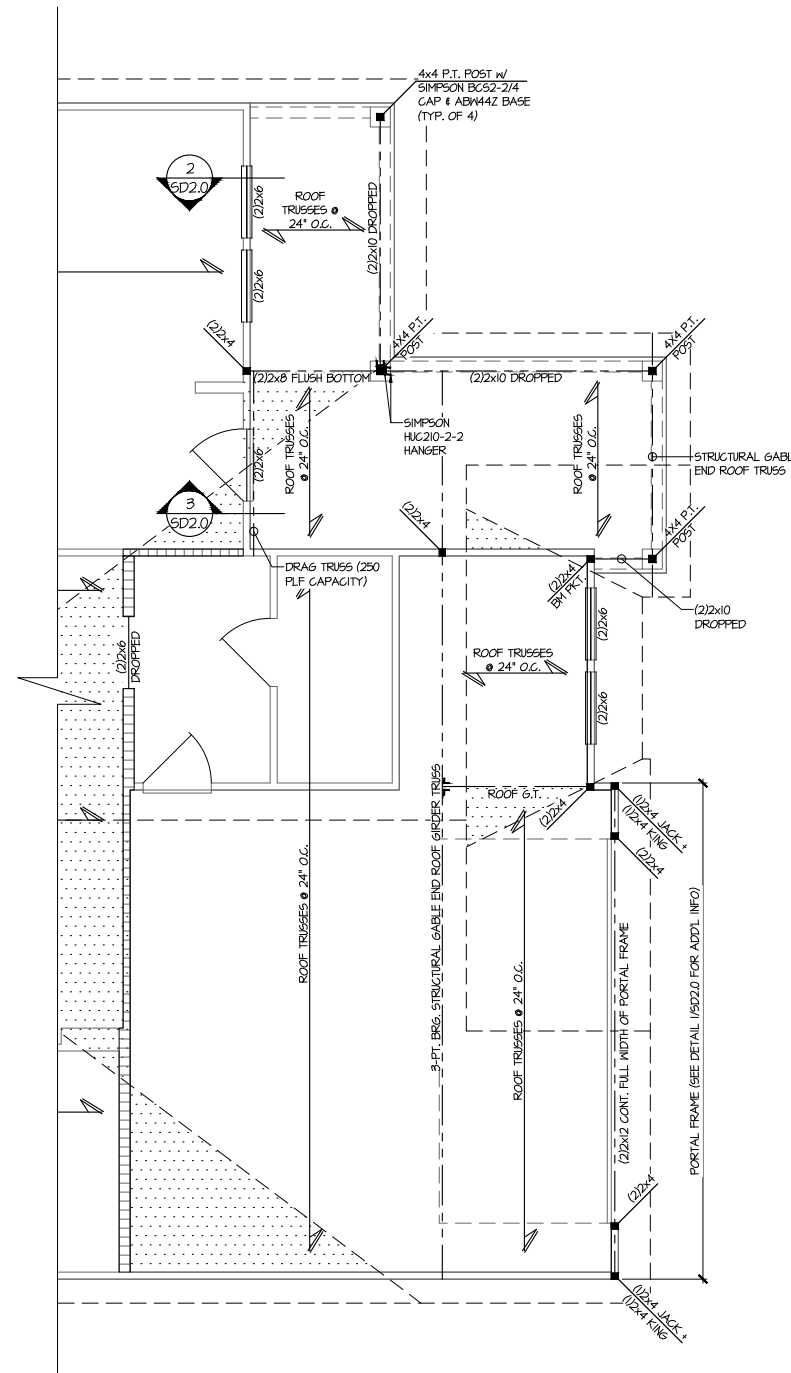 4x4 P.T. POST w/
SIMPSON BCS2-2/4
CAP & ABW44Z BASE
(TYP. OF 4)
2
SD2.0
(2)2x6
ROOF
TRUSSES @
24" O.C.
(2)2x10 DROPPED
(2)2x6
(2)2x4
4X4 P.T.
POST
4X4 P.T.
POST
(2)2x8 FLUSH BOTTOM
(2)2x10 DROPPED
SIMPSON
HUC210-2-2
HANGER
ROOF TRUSSES
@ 24" O.C.
ROOF TRUSSES
@ 24" O.C.
(2)2x6
STRUCTURAL GABL
END ROOF TRUSS
3
SD2.0
(2)2x4
4X4 P.T.
POST
DRAG TRUSS (250
PLF CAPACITY)
(2)2x4
BM PKT.
(2)2x10
DROPPED
(2)2x6
DROPPED
(2)2x6
ROOF TRUSSES
@ 24" O.C.
(2)2x6
ROOF G.T.
(2)2x4
(1)2x4 JACK +
(1)2x4 KING
(2)2x4
3-PT. BRG. STRUCTURAL GABLE END ROOF GIRDER TRUSS
ROOF TRUSSES @ 24" O.C.
ROOF TRUSSES @ 24" O.C.
(2)2x12 CONT. FULL WIDTH OF PORTAL FRAME
PORTAL FRAME (SEE DETAIL 1/SD2.0 FOR ADD'L INFO)
(2)2x4
(1)2x4 JACK +
(1)2x4 KING